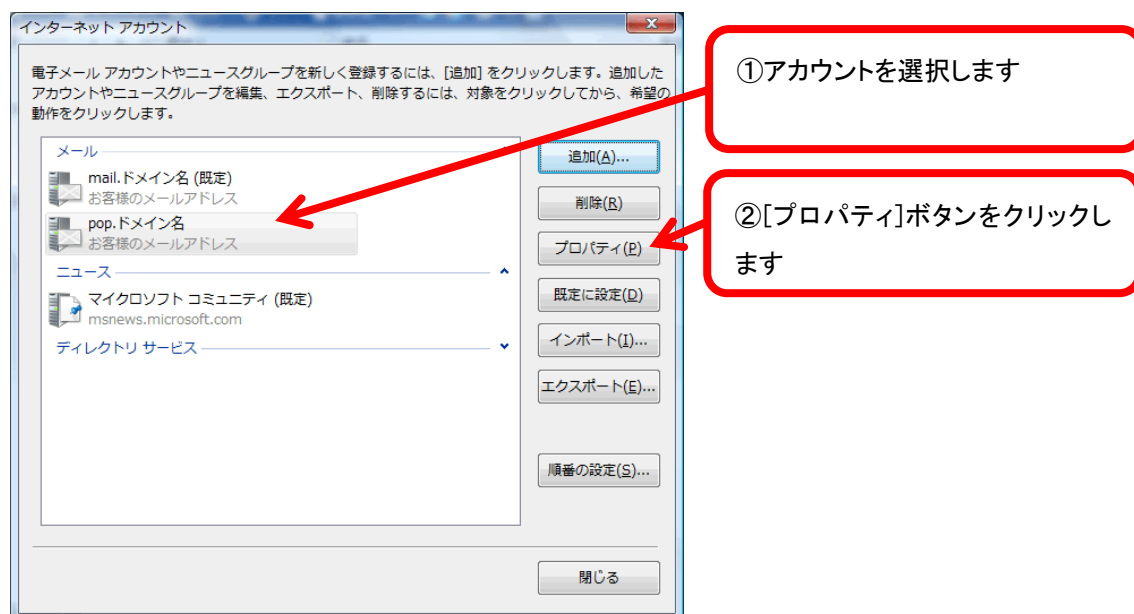 インターネット アカウント
電子メール アカウントやニュースグループを新しく登録するには、[追加] をクリックします。追加した
アカウントやニュースグループを編集、エクスポート、削除するには、対象をクリックしてから、希望の
動作をクリックします。
メール
mail.ドメイン名 (既定)
お客様のメールアドレス
pop.ドメイン名
お客様のメールアドレス
ニュース
マイクロソフト コミュニティ (既定)
msnews.microsoft.com
ディレクトリ サービス
追加(A)...
削除(R)
プロパティ(P)
既定に設定(D)
インポート(I)...
エクスポート(E)...
順番の設定(S)...
閉じる
①アカウントを選択します
②[プロパティ]ボタンをクリックし
ます